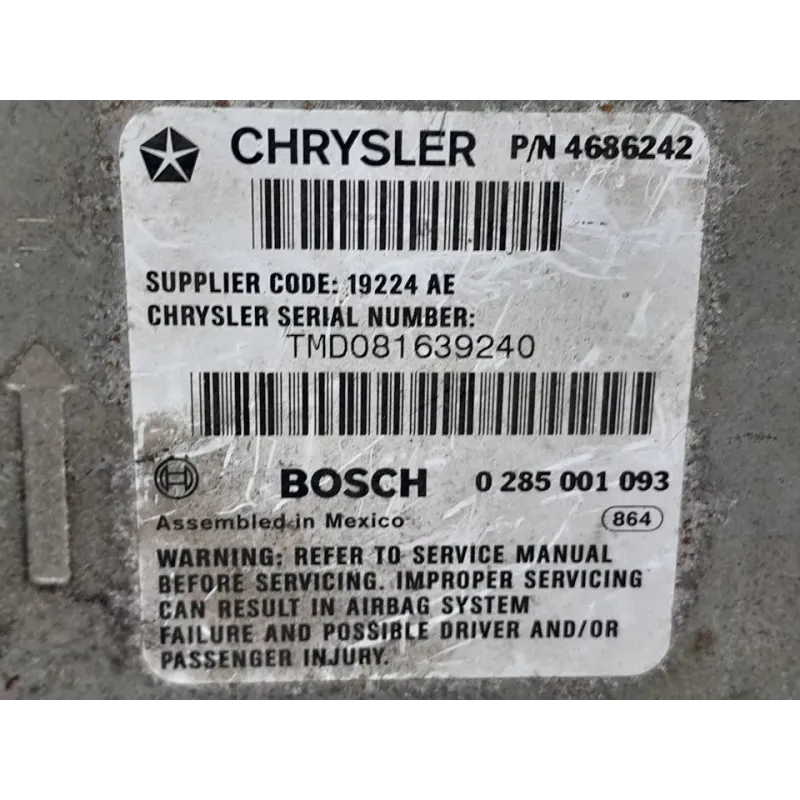 CHRYSLER P/N 4686242
SUPPLIER CODE: 19224 AE
CHRYSLER SERIAL NUMBER:
TMD081639240
BOSCH 0 285 001 093
Assembled in Mexico 864
WARNING: REFER TO SERVICE MANUAL
BEFORE SERVICING. IMPROPER SERVICING
CAN RESULT IN AIRBAG SYSTEM
FAILURE AND POSSIBLE DRIVER AND/OR
PASSENGER INJURY.